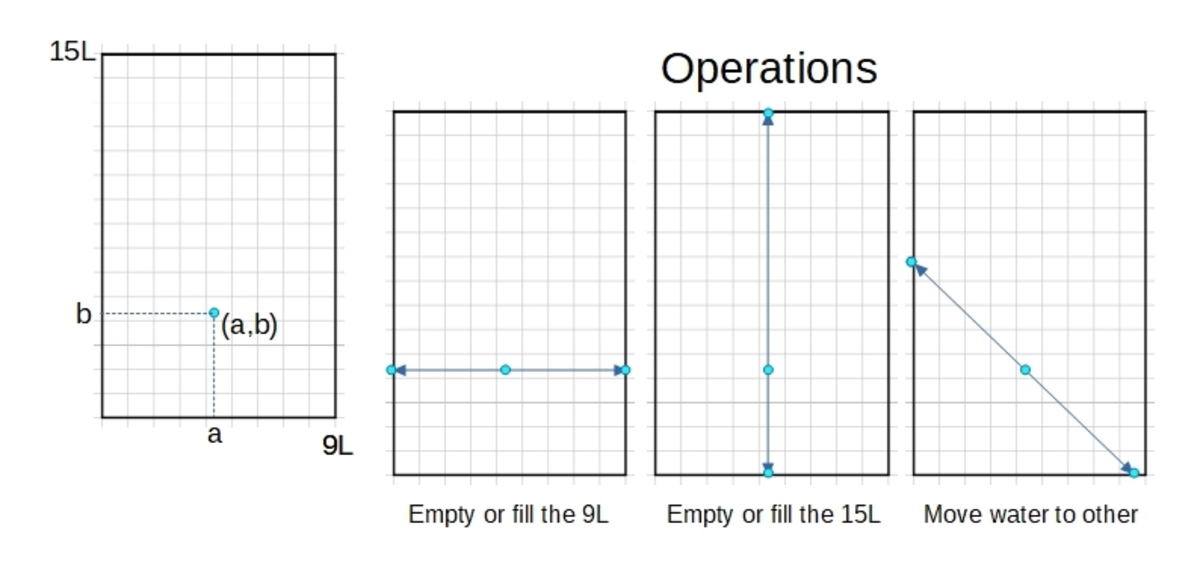 15L
b
(a,b)
a
9L
Operations
Empty or fill the 9L
Empty or fill the 15L
Move water to other